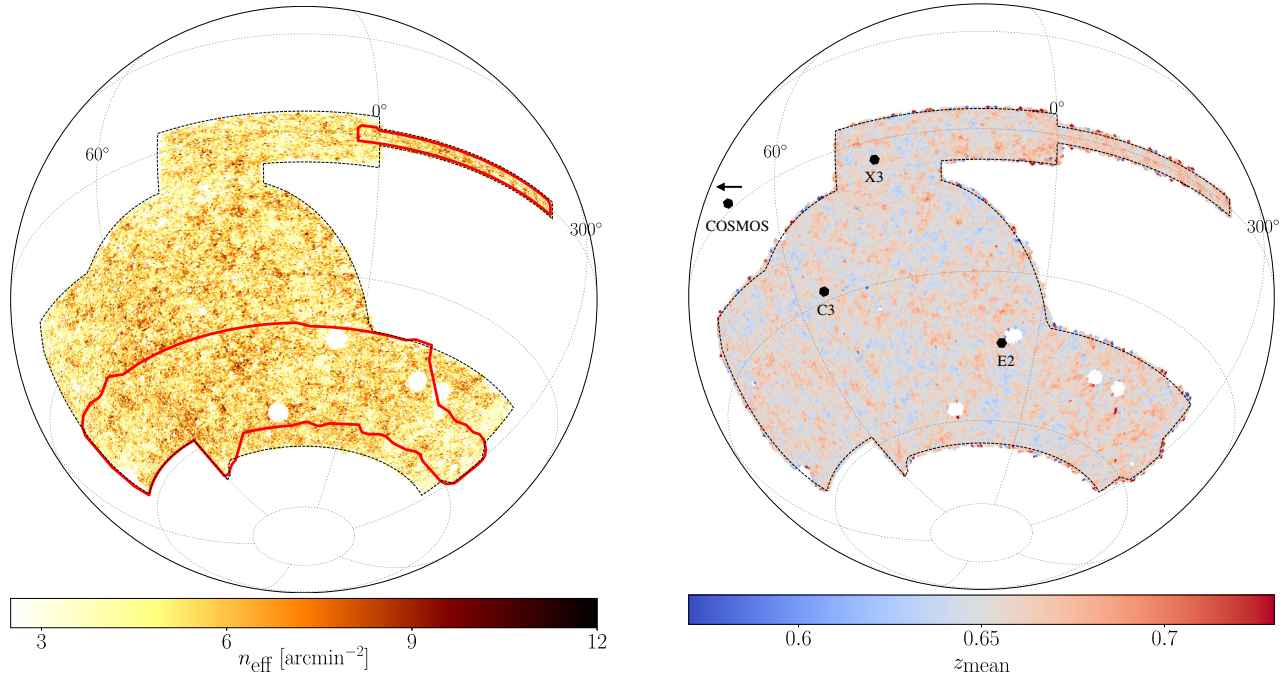 0°
60°
300°
3 6 9 12
n_eff [arcmin⁻²]
0°
60°
X3
COSMOS
300°
C3
E2
0.6 0.65 0.7
z_mean